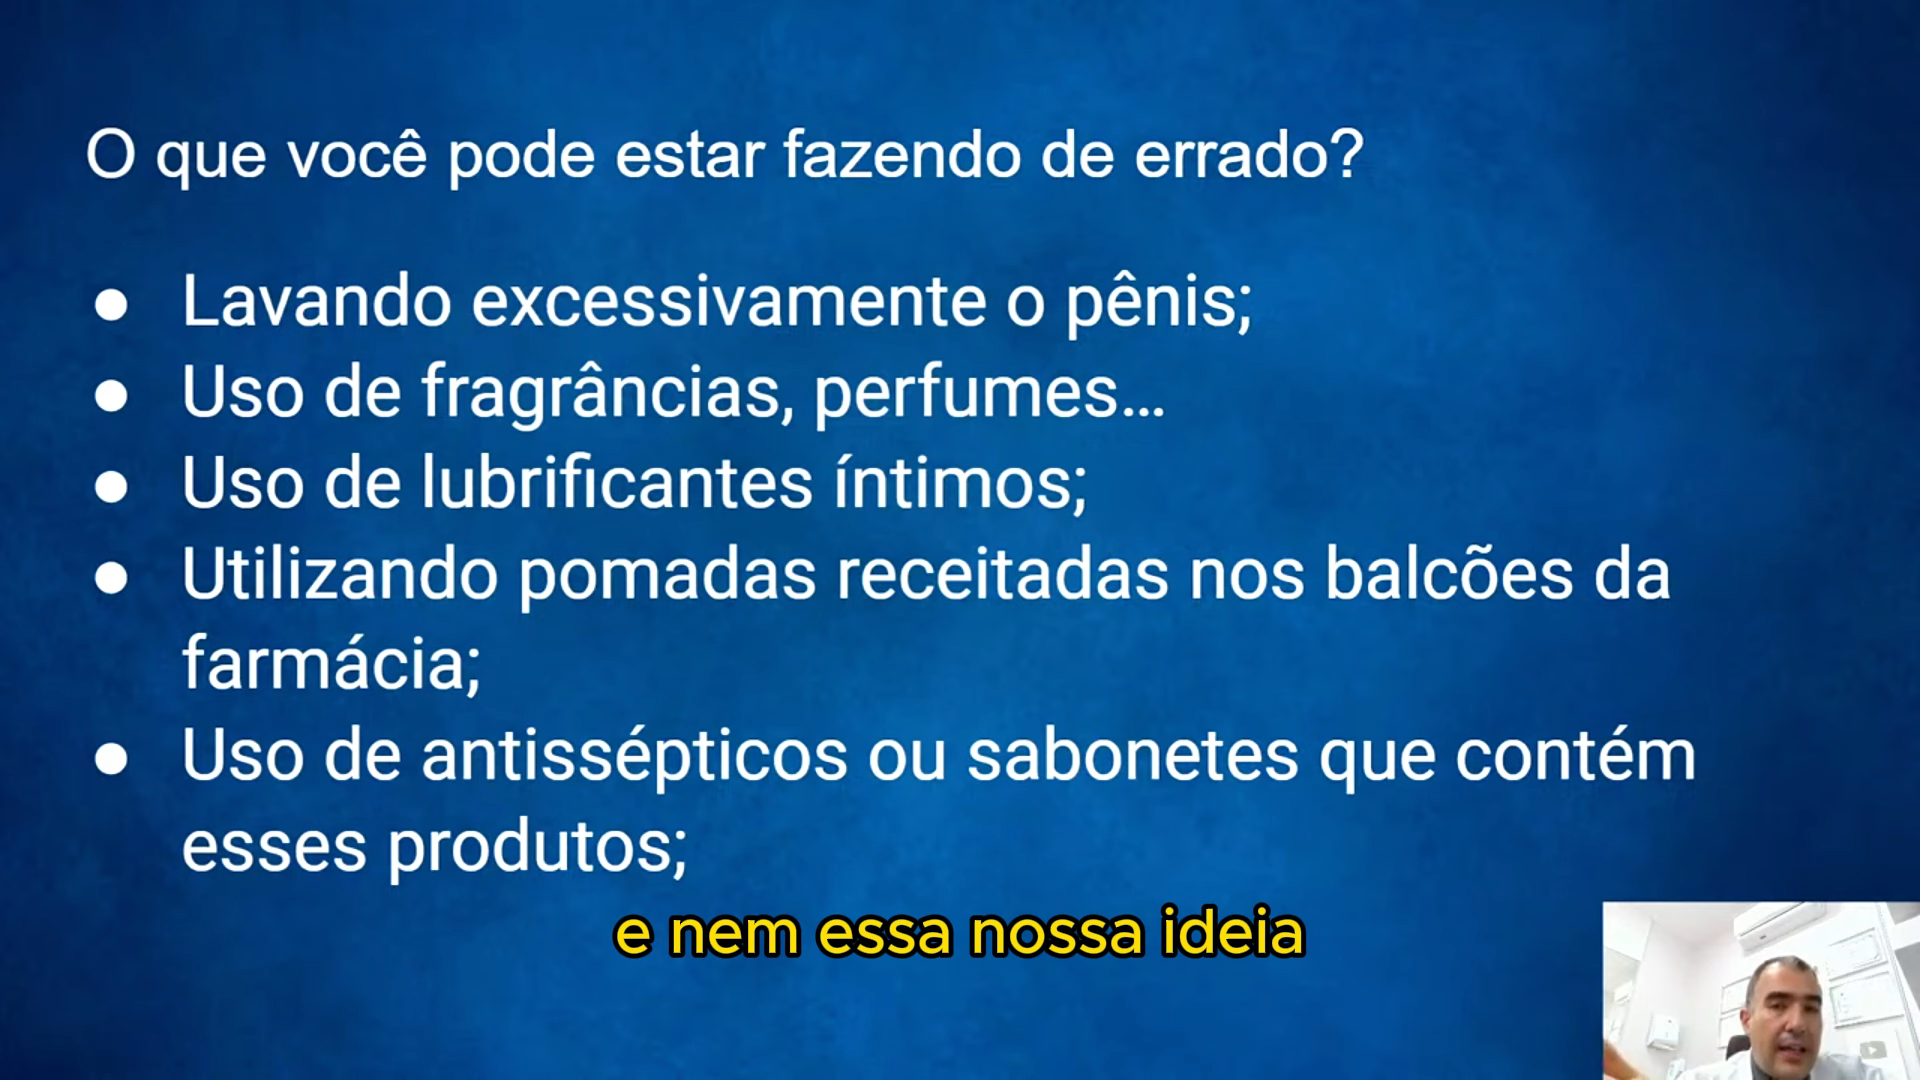 O que você pode estar fazendo de errado?
● Lavando excessivamente o pênis;
● Uso de fragrâncias, perfumes...
● Uso de lubrificantes íntimos;
● Utilizando pomadas receitadas nos balcões da
farmácia;
● Uso de antissépticos ou sabonetes que contém
esses produtos;
e nem essa nossa ideia